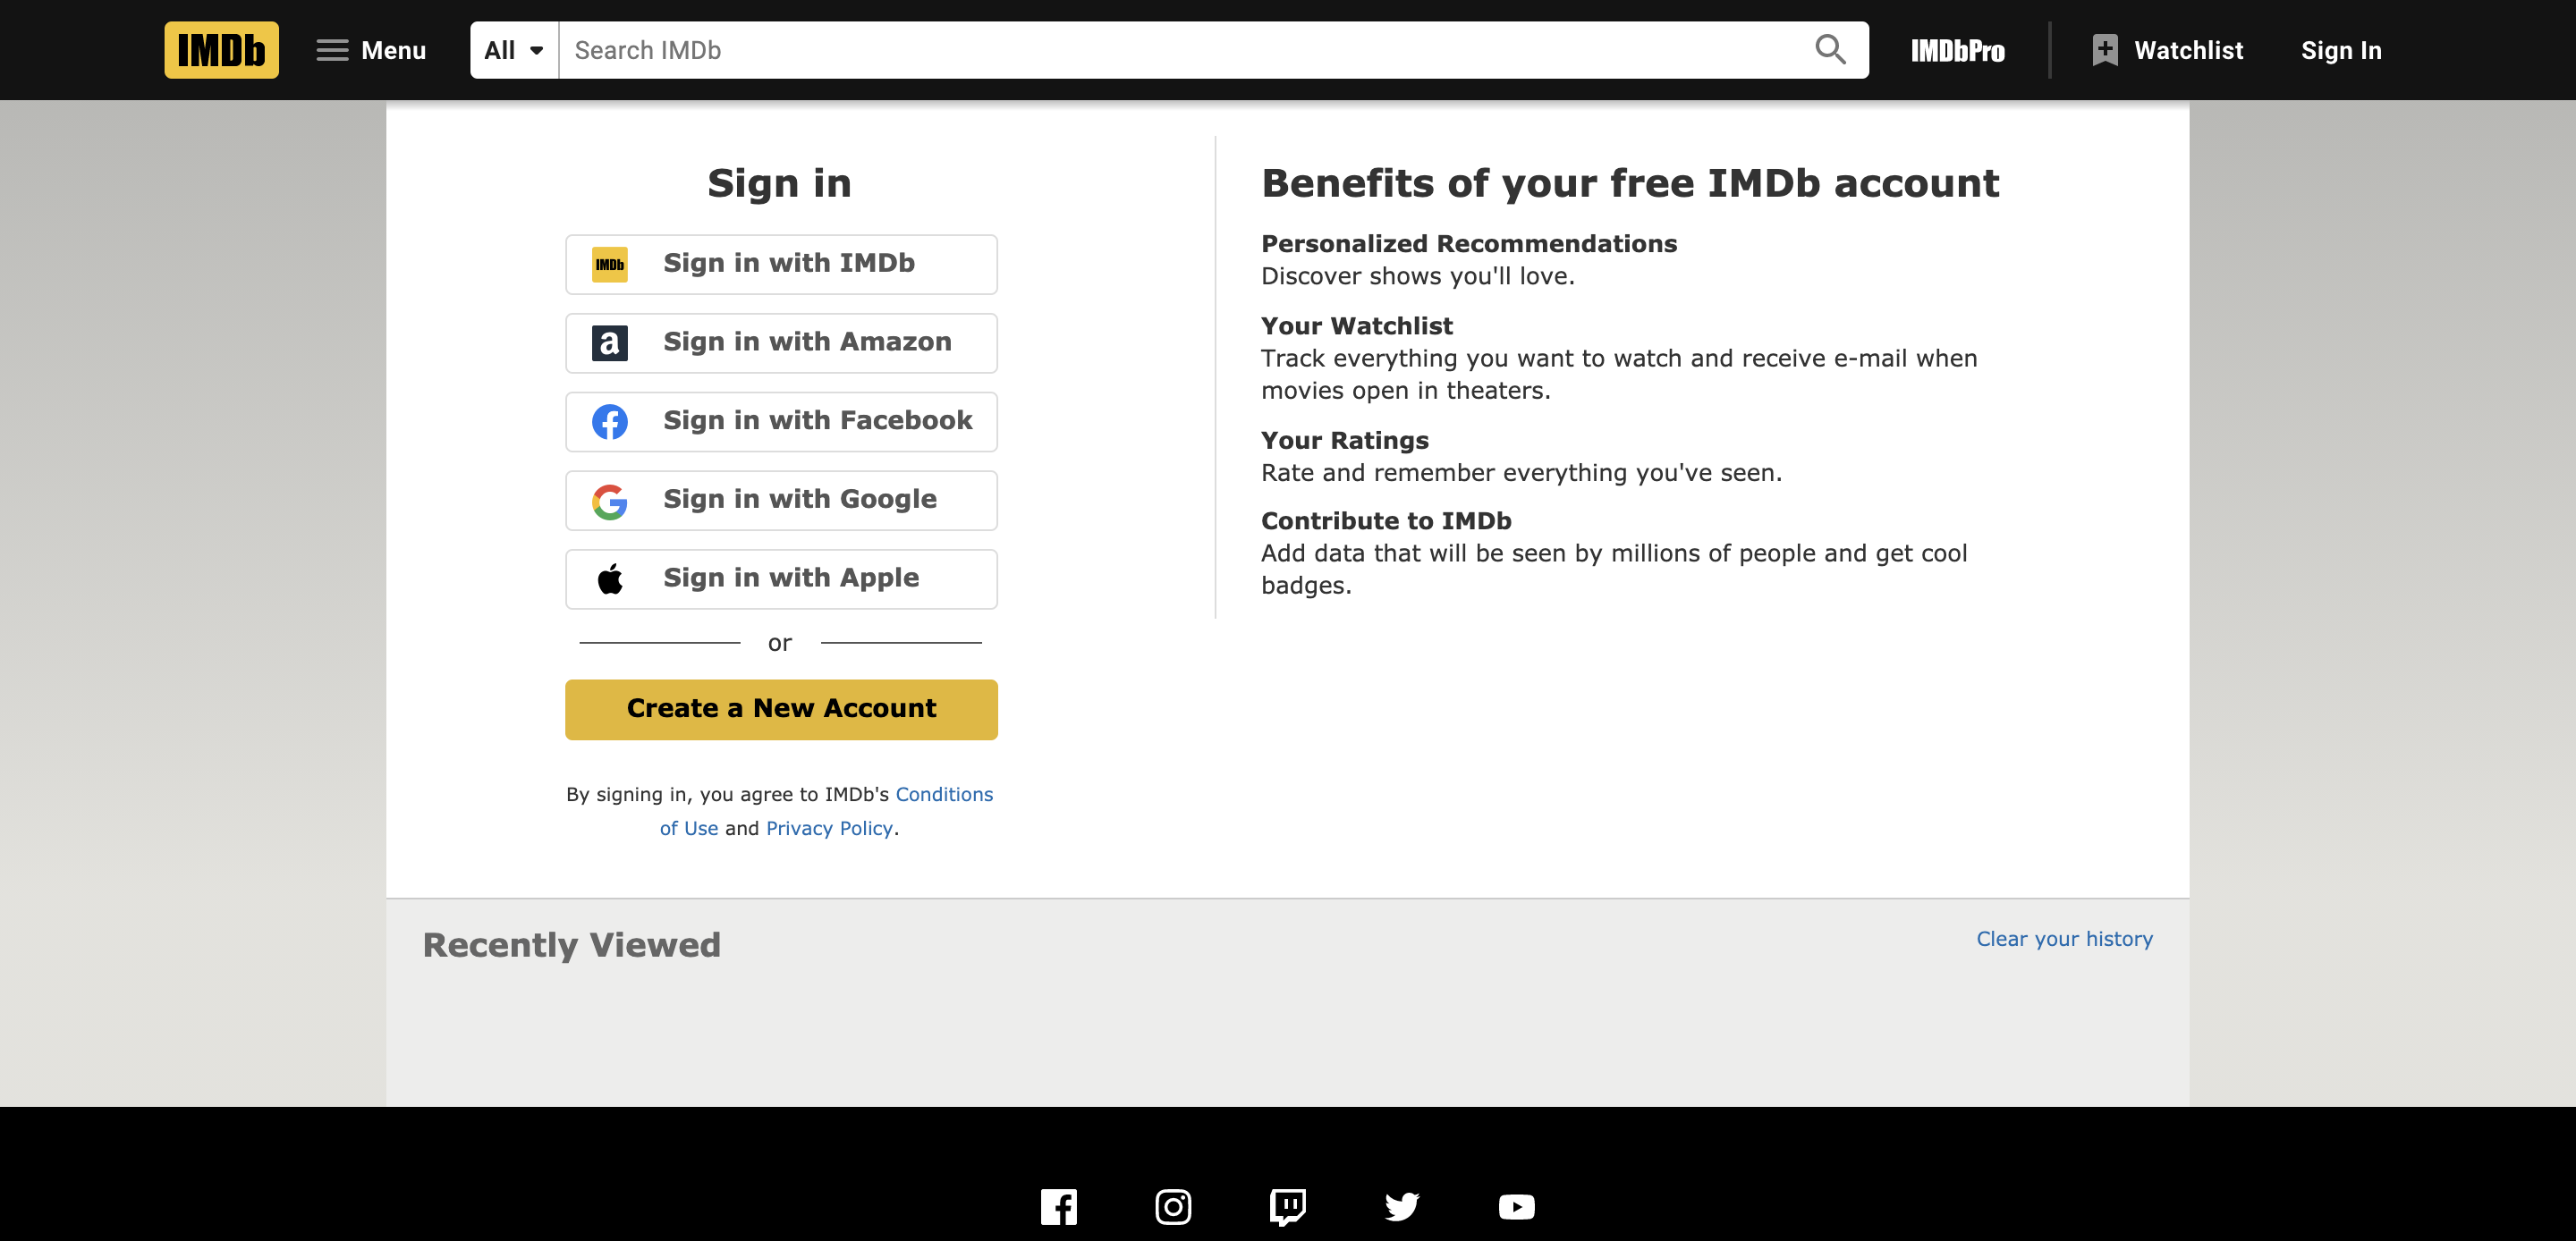 IMDb
Menu
All
Search IMDb
IMDbPro
Watchlist
Sign In
Sign in
IMDb Sign in with IMDb
a Sign in with Amazon
Sign in with Facebook
G Sign in with Google
Sign in with Apple
or
Create a New Account
By signing in, you agree to IMDb's Conditions
of Use and Privacy Policy.
Benefits of your free IMDb account
Personalized Recommendations
Discover shows you'll love.
Your Watchlist
Track everything you want to watch and receive e-mail when
movies open in theaters.
Your Ratings
Rate and remember everything you've seen.
Contribute to IMDb
Add data that will be seen by millions of people and get cool
badges.
Recently Viewed
Clear your history